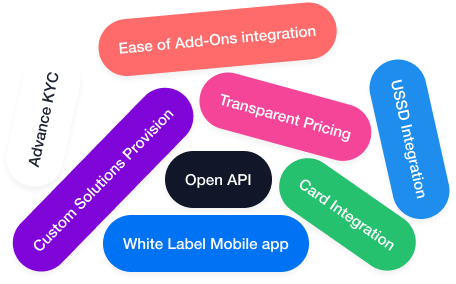 Ease of Add-Ons integration
Advance KYC
Transparent Pricing
USSD Integration
Custom Solutions Provision
Open API
Card Integration
White Label Mobile app